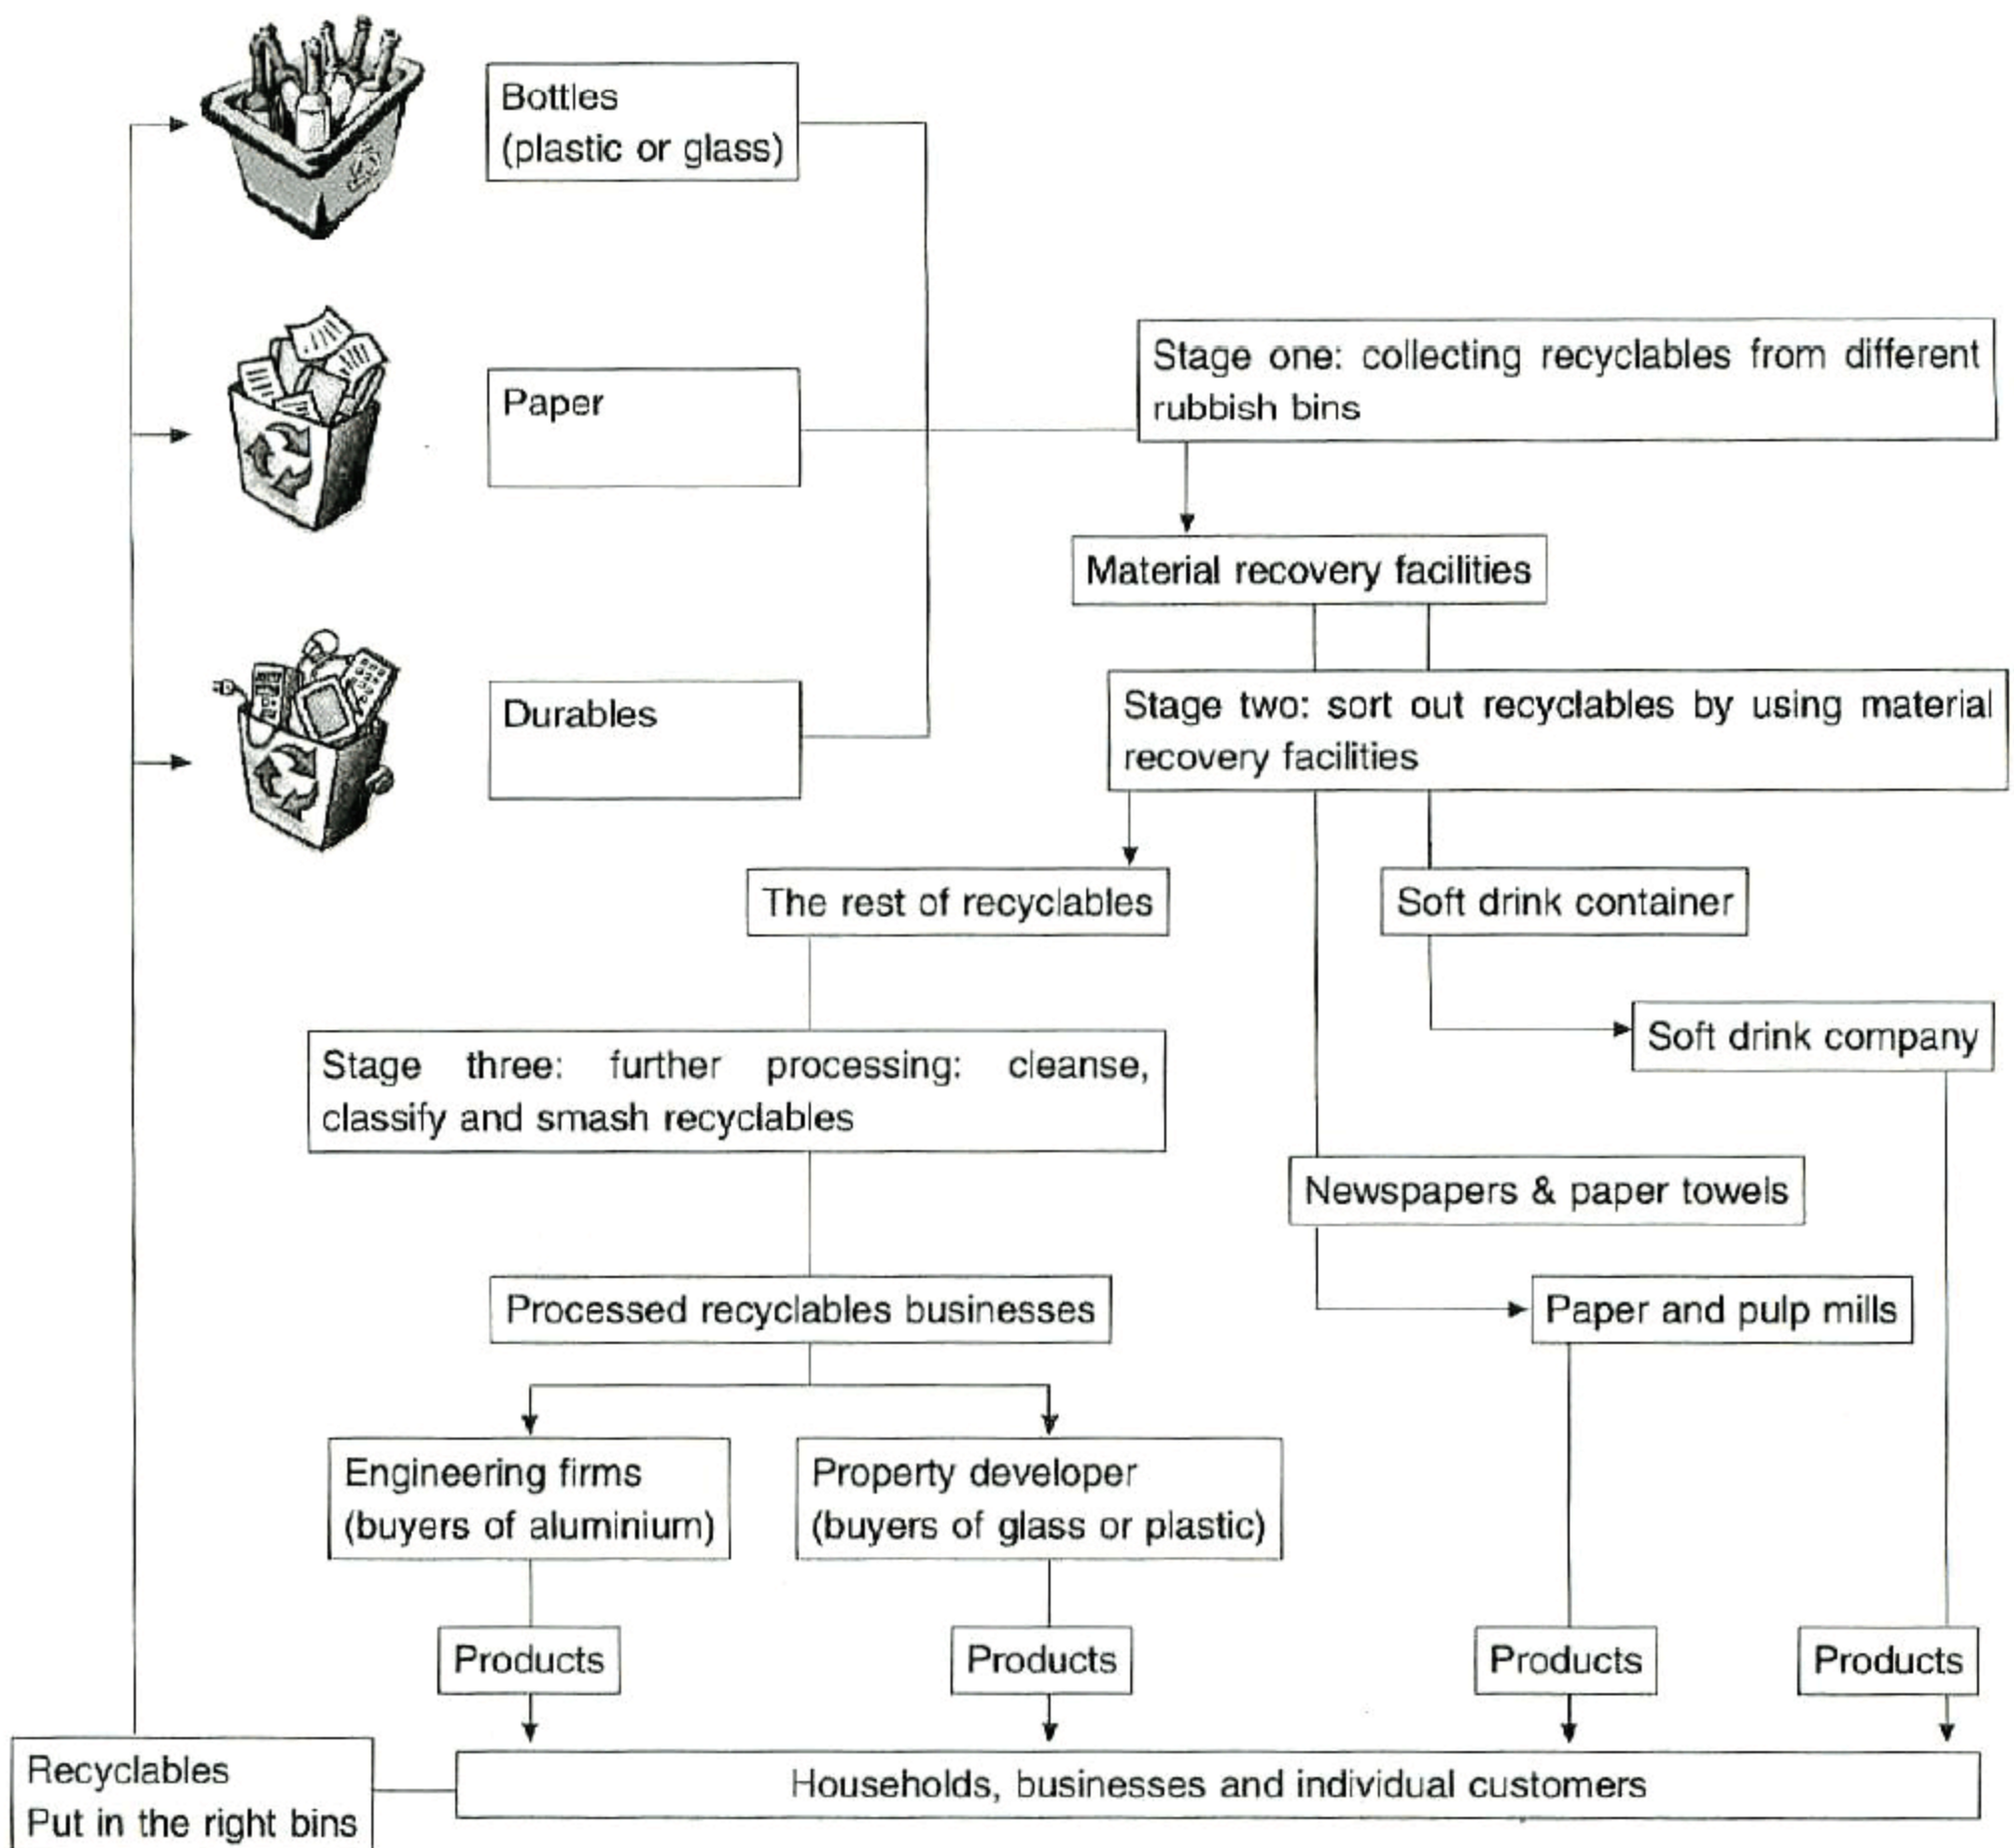 Bottles
(plastic or glass)
Paper
Stage one: collecting recyclables from different
rubbish bins
Material recovery facilities
Durables
Stage two: sort out recyclables by using material
recovery facilities
The rest of recyclables
Soft drink container
Soft drink company
Stage three: further processing: cleanse,
classify and smash recyclables
Newspapers & paper towels
Processed recyclables businesses
Paper and pulp mills
Engineering firms
(buyers of aluminium)
Property developer
(buyers of glass or plastic)
Products
Products
Products
Products
Recyclables
Put in the right bins
Households, businesses and individual customers